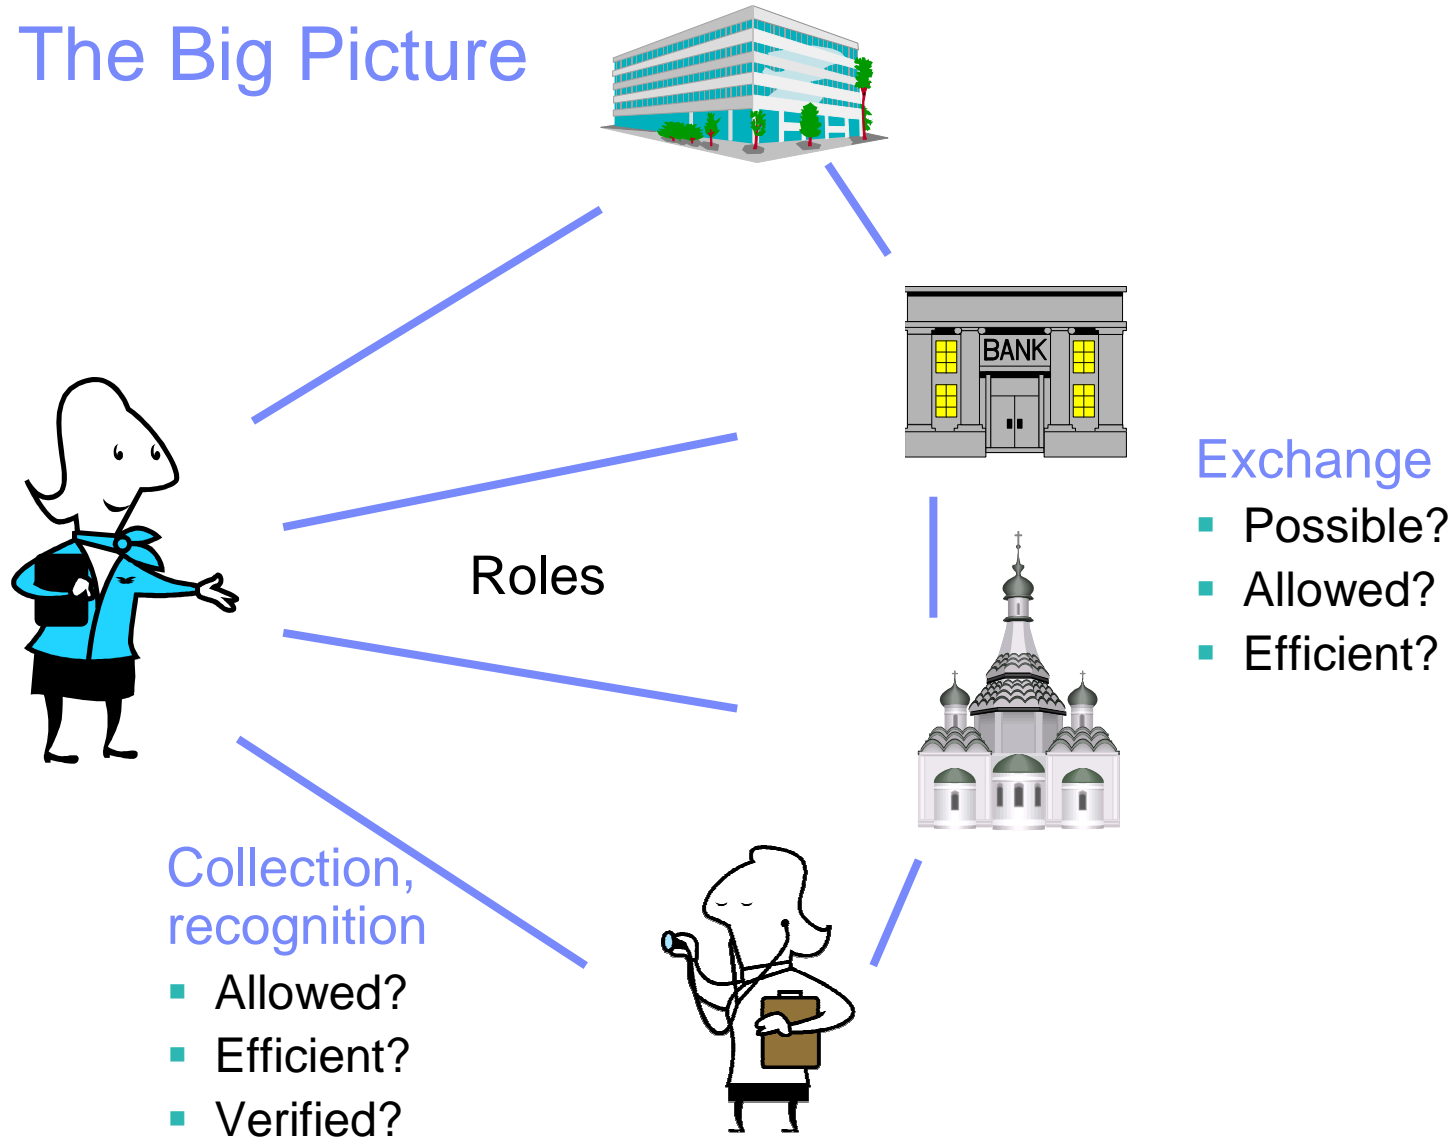 The Big Picture
BANK
Exchange
Possible?
Allowed?
Efficient?
Roles
Collection,
recognition
Allowed?
Efficient?
Verified?